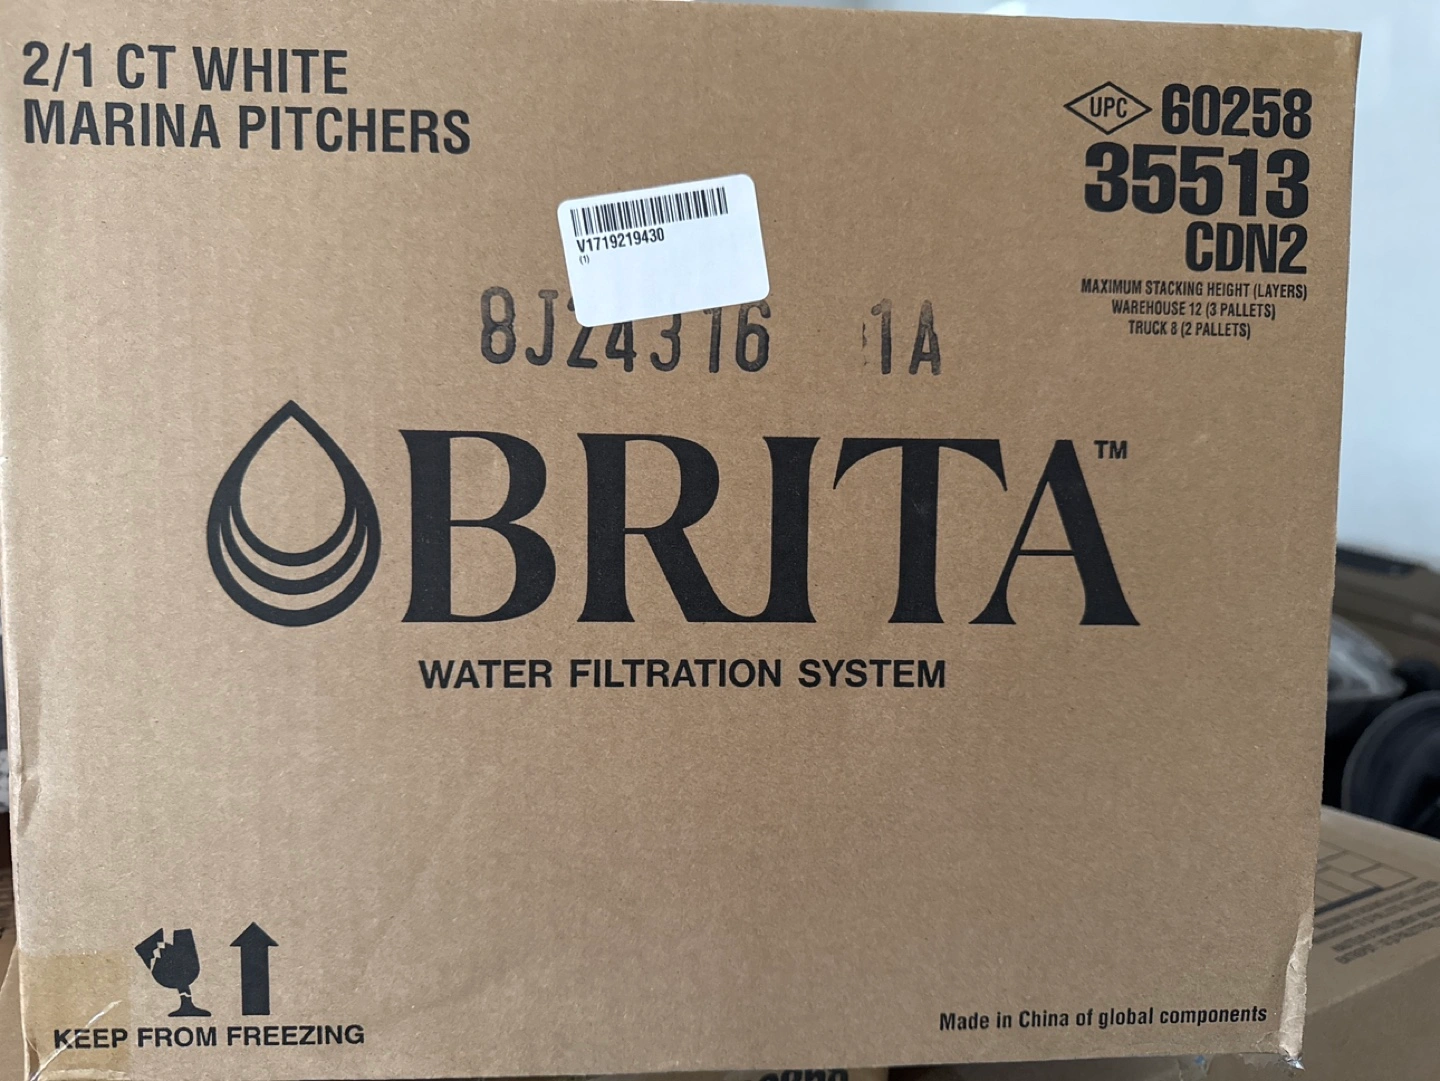 2/1 CT WHITE
MARINA PITCHERS
UPC 60258
35513
CDN2
MAXIMUM STACKING HEIGHT (LAYERS)
WAREHOUSE 12 (3 PALLETS)
TRUCK 8 (2 PALLETS)
V1719219430
(1)
8J24316 1A
BRITA™
WATER FILTRATION SYSTEM
KEEP FROM FREEZING
Made in China of global components